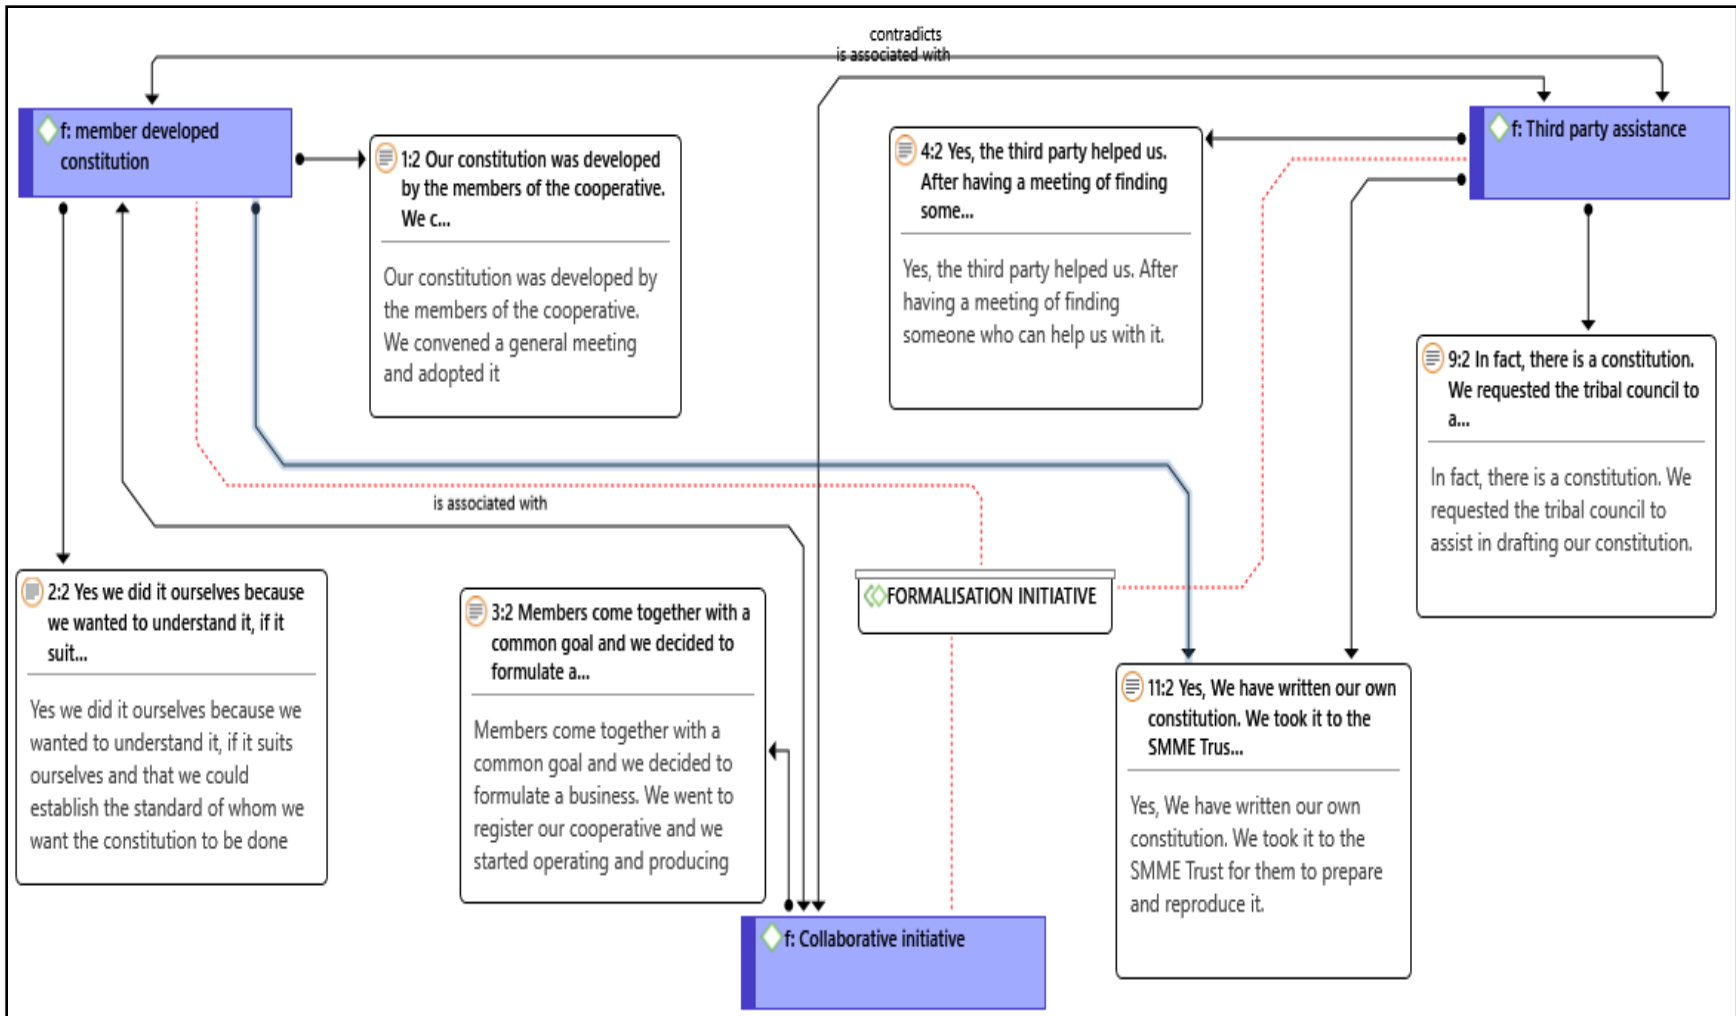 contradicts
is associated with
f: member developed
constitution
1:2 Our constitution was developed
by the members of the cooperative.
We c...
Our constitution was developed by
the members of the cooperative.
We convened a general meeting
and adopted it
4:2 Yes, the third party helped us.
After having a meeting of finding
some...
Yes, the third party helped us. After
having a meeting of finding
someone who can help us with it.
f: Third party assistance
9:2 In fact, there is a constitution.
We requested the tribal council to
a...
In fact, there is a constitution. We
requested the tribal council to
assist in drafting our constitution.
is associated with
2:2 Yes we did it ourselves because
we wanted to understand it, if it
suit...
Yes we did it ourselves because we
wanted to understand it, if it suits
ourselves and that we could
establish the standard of whom we
want the constitution to be done
3:2 Members come together with a
common goal and we decided to
formulate a...
Members come together with a
common goal and we decided to
formulate a business. We went to
register our cooperative and we
started operating and producing
FORMALISATION INITIATIVE
11:2 Yes, We have written our own
constitution. We took it to the
SMME Trus...
Yes, We have written our own
constitution. We took it to the
SMME Trust for them to prepare
and reproduce it.
f: Collaborative initiative